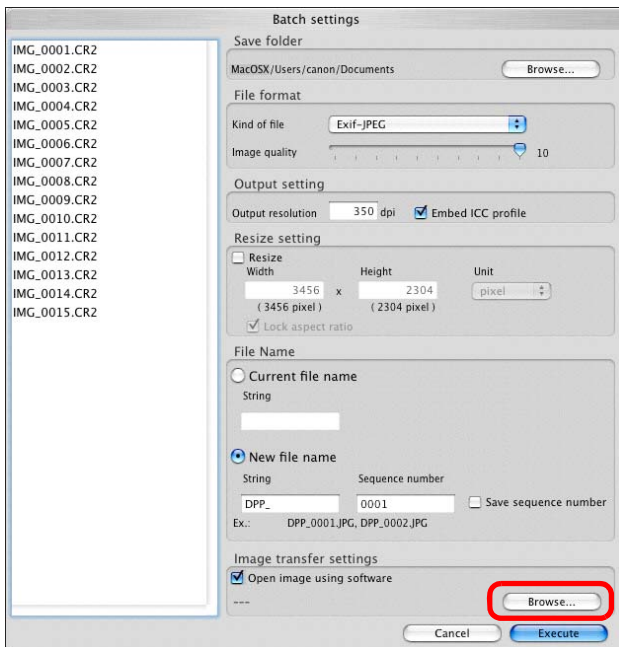 Batch settings
IMG_0001.CR2
IMG_0002.CR2
IMG_0003.CR2
IMG_0004.CR2
IMG_0005.CR2
IMG_0006.CR2
IMG_0007.CR2
IMG_0008.CR2
IMG_0009.CR2
IMG_0010.CR2
IMG_0011.CR2
IMG_0012.CR2
IMG_0013.CR2
IMG_0014.CR2
IMG_0015.CR2
Save folder
MacOSX/Users/canon/Documents Browse...
File format
Kind of file Exif-JPEG
Image quality 10
Output setting
Output resolution 350 dpi Embed ICC profile
Resize setting
Resize
Width Height Unit
3456 x 2304 pixel
( 3456 pixel ) ( 2304 pixel )
Lock aspect ratio
File Name
Current file name
String
New file name
String Sequence number
DPP_ 0001 Save sequence number
Ex.: DPP_0001.JPG, DPP_0002.JPG
Image transfer settings
Open image using software
--- Browse...
Cancel Execute